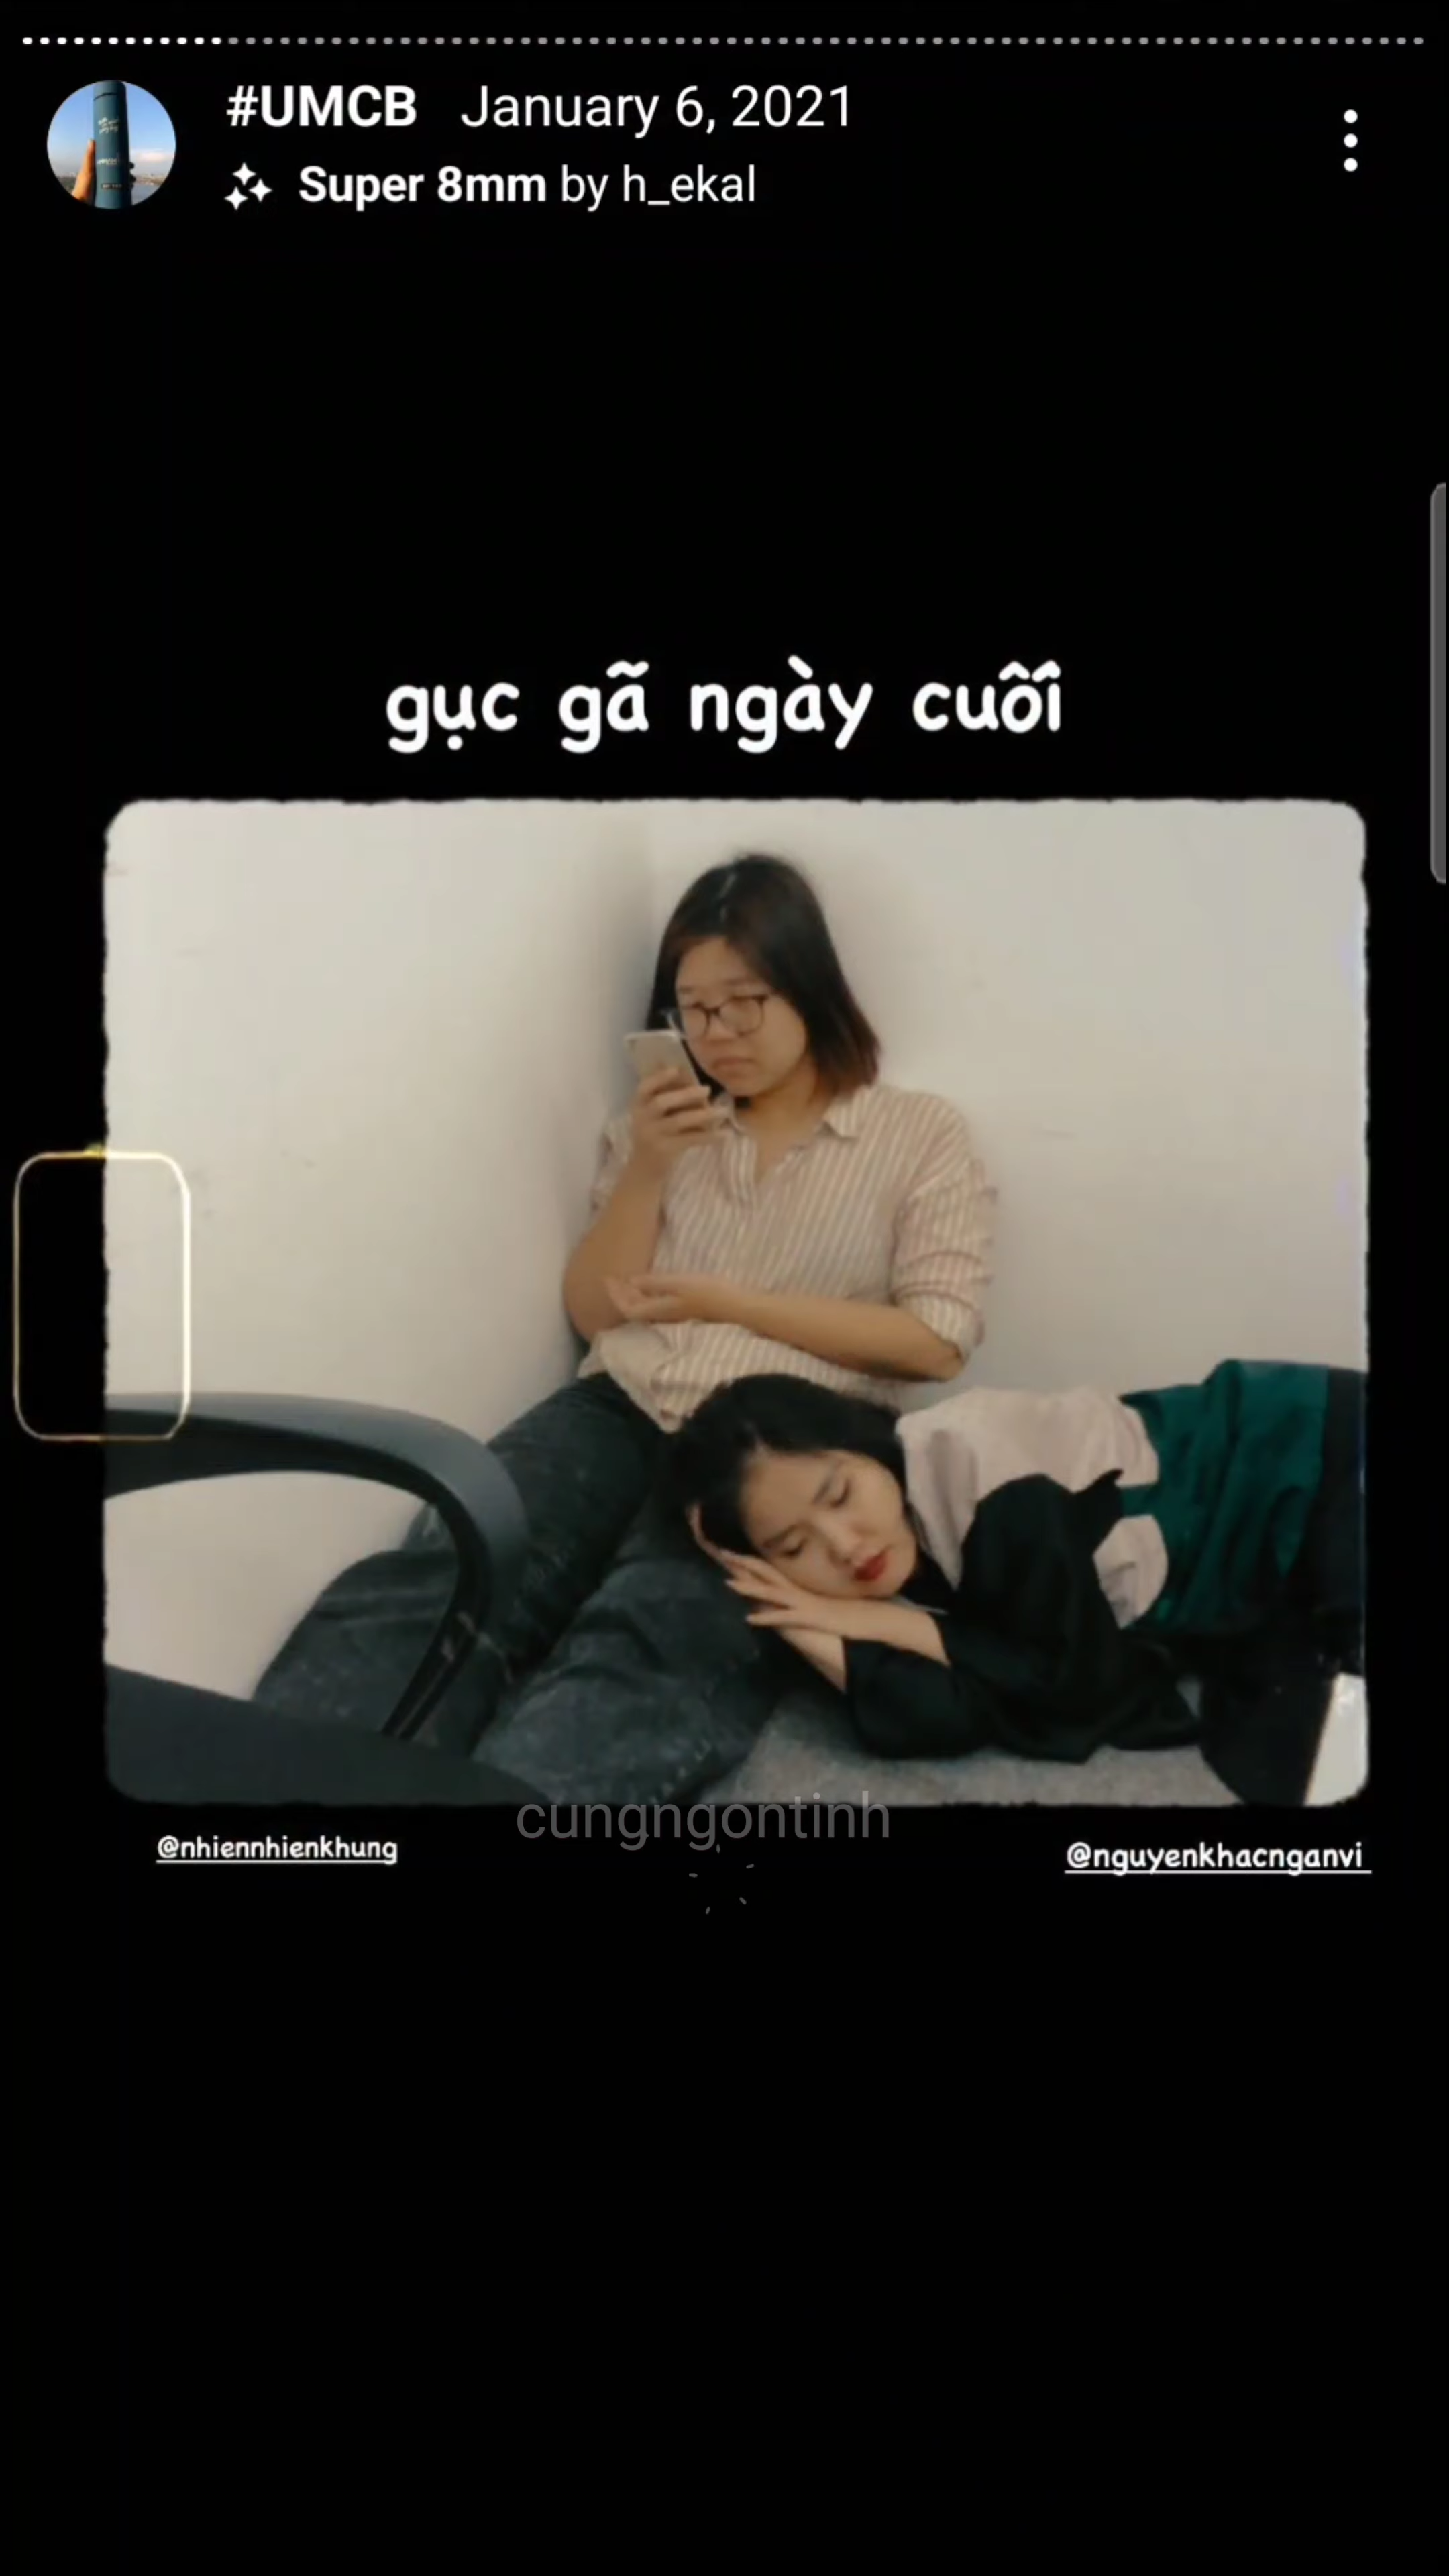 #UMCB January 6, 2021
Super 8mm by h_ekal
gục gã ngày cuối
cungngontinh
@nhiennhienkhung
@nguyenkhacnganvi